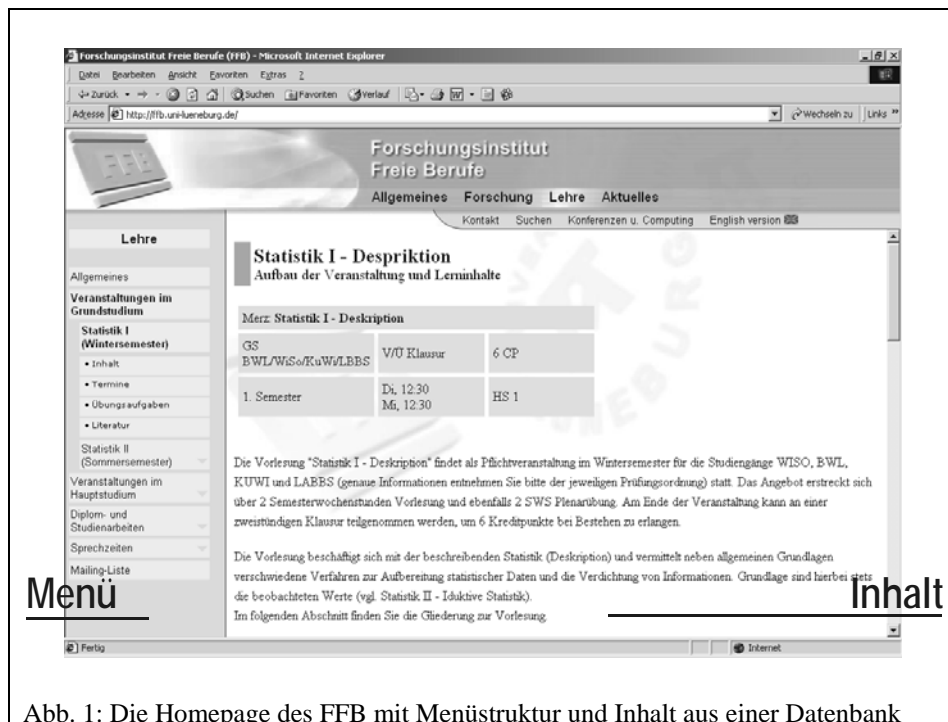 Forschungsinstitut Freie Berufe (FFB) - Microsoft Internet Explorer
Datei Bearbeiten Ansicht Favoriten Extras ?
Zurück Suchen Favoriten Verlauf
Adresse http://ffb.uni-lueneburg.de/ Wechseln zu Links »
FFB
Forschungsinstitut
Freie Berufe
Allgemeines Forschung Lehre Aktuelles
Kontakt Suchen Konferenzen u. Computing English version
Lehre
Allgemeines
Veranstaltungen im
Grundstudium
Statistik I
(Wintersemester)
• Inhalt
• Termine
• Übungsaufgaben
• Literatur
Statistik II
(Sommersemester)
Veranstaltungen im
Hauptstudium
Diplom- und
Studienarbeiten
Sprechzeiten
Mailing-Liste
Menü
Statistik I - Despriktion
Aufbau der Veranstaltung und Lerninhalte
Merz: Statistik I - Deskription
GS
BWL/WiSo/KuWi/LBBS
V/Ü Klausur
6 CP
1. Semester
Di, 12:30
Mi, 12:30
HS 1
Die Vorlesung "Statistik I - Deskription" findet als Pflichtveranstaltung im Wintersemester für die Studiengänge WISO, BWL,
KUWI und LABBS (genaue Informationen entnehmen Sie bitte der jeweiligen Prüfungsordnung) statt. Das Angebot erstreckt sich
über 2 Semesterwochenstunden Vorlesung und ebenfalls 2 SWS Plenarübung. Am Ende der Veranstaltung kann an einer
zweistündigen Klausur teilgenommen werden, um 6 Kreditpunkte bei Bestehen zu erlangen.
Die Vorlesung beschäftigt sich mit der beschreibenden Statistik (Deskription) und vermittelt neben allgemeinen Grundlagen
verschiedene Verfahren zur Aufbereitung statistischer Daten und die Verdichtung von Informationen. Grundlage sind hierbei stets
die beobachteten Werte (vgl. Statistik II - Iduktive Statistik).
Im folgenden Abschnitt finden Sie die Gliederung zur Vorlesung.
Inhalt
Fertig Internet
Abb. 1: Die Homepage des FFB mit Menüstruktur und Inhalt aus einer Datenbank